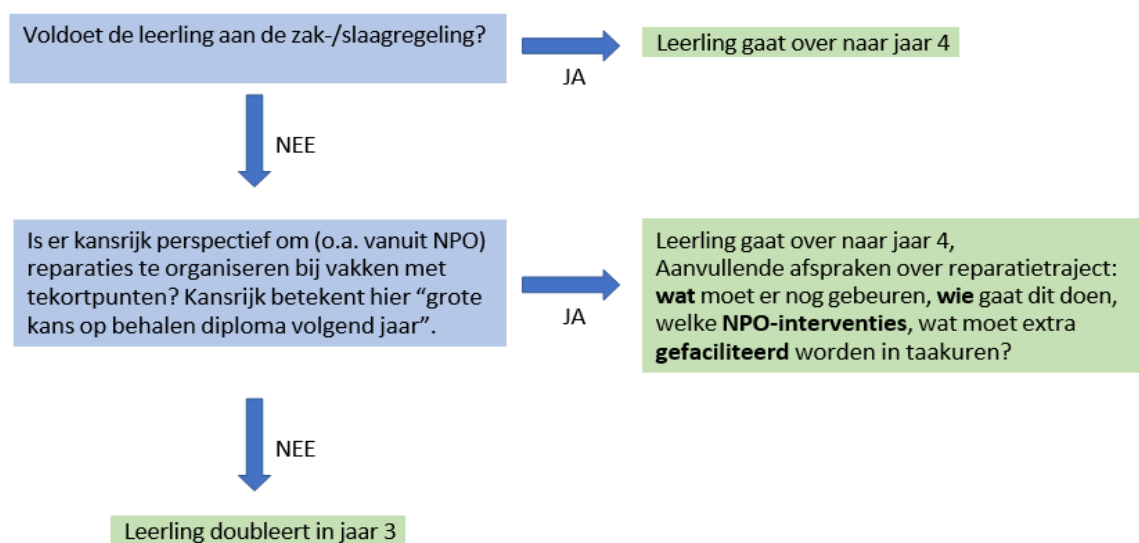 Voldoet de leerling aan de zak-/slaagregeling?
JA
Leerling gaat over naar jaar 4
NEE
Is er kansrijk perspectief om (o.a. vanuit NPO)
reparaties te organiseren bij vakken met
tekortpunten? Kansrijk betekent hier “grote
kans op behalen diploma volgend jaar”.
JA
Leerling gaat over naar jaar 4,
Aanvullende afspraken over reparatietraject:
wat moet er nog gebeuren, wie gaat dit doen,
welke NPO-interventies, wat moet extra
gefaciliteerd worden in taakuren?
NEE
Leerling doubleert in jaar 3